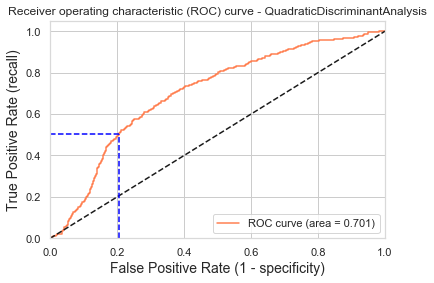 Receiver operating characteristic (ROC) curve - QuadraticDiscriminantAnalysis
1.0
0.8
0.6
0.4
0.2
0.0
True Positive Rate (recall)
ROC curve (area = 0.701)
0.0 0.2 0.4 0.6 0.8 1.0
False Positive Rate (1 - specificity)